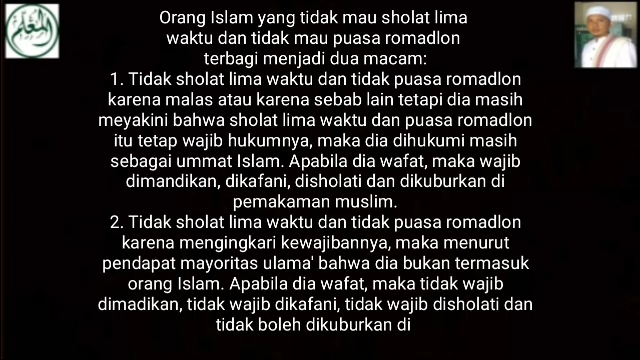 Orang Islam yang tidak mau sholat lima
waktu dan tidak mau puasa romadlon
terbagi menjadi dua macam:
1. Tidak sholat lima waktu dan tidak puasa romadlon
karena malas atau karena sebab lain tetapi dia masih
meyakini bahwa sholat lima waktu dan puasa romadlon
itu tetap wajib hukumnya, maka dia dihukumi masih
sebagai ummat Islam. Apabila dia wafat, maka wajib
dimandikan, dikafani, disholati dan dikuburkan di
pemakaman muslim.
2. Tidak sholat lima waktu dan tidak puasa romadlon
karena mengingkari kewajibannya, maka menurut
pendapat mayoritas ulama' bahwa dia bukan termasuk
orang Islam. Apabila dia wafat, maka tidak wajib
dimadikan, tidak wajib dikafani, tidak wajib disholati dan
tidak boleh dikuburkan di